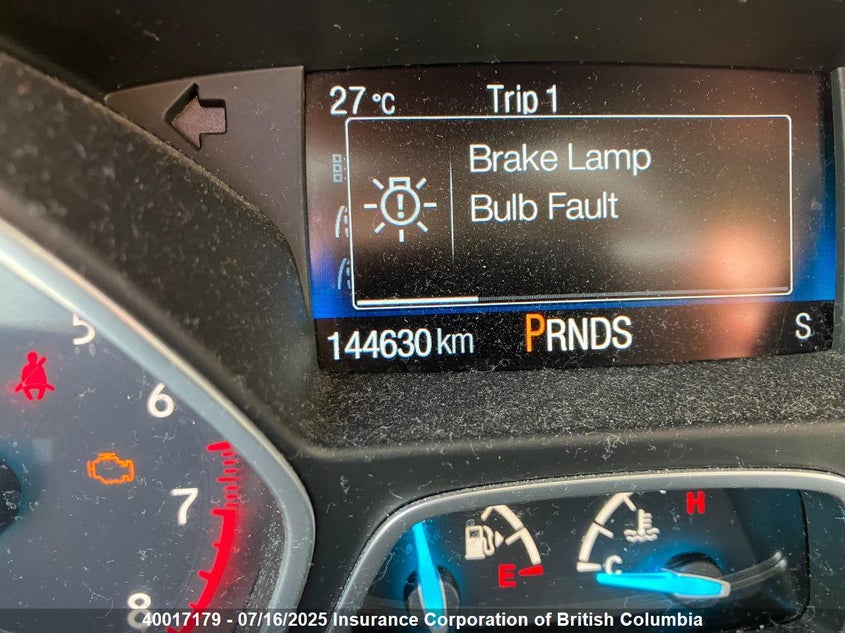 27 °C Trip 1
Brake Lamp
Bulb Fault
144630 km PRNDS S
5
6
7
8
E
C
H
40017179 - 07/16/2025 Insurance Corporation of British Columbia